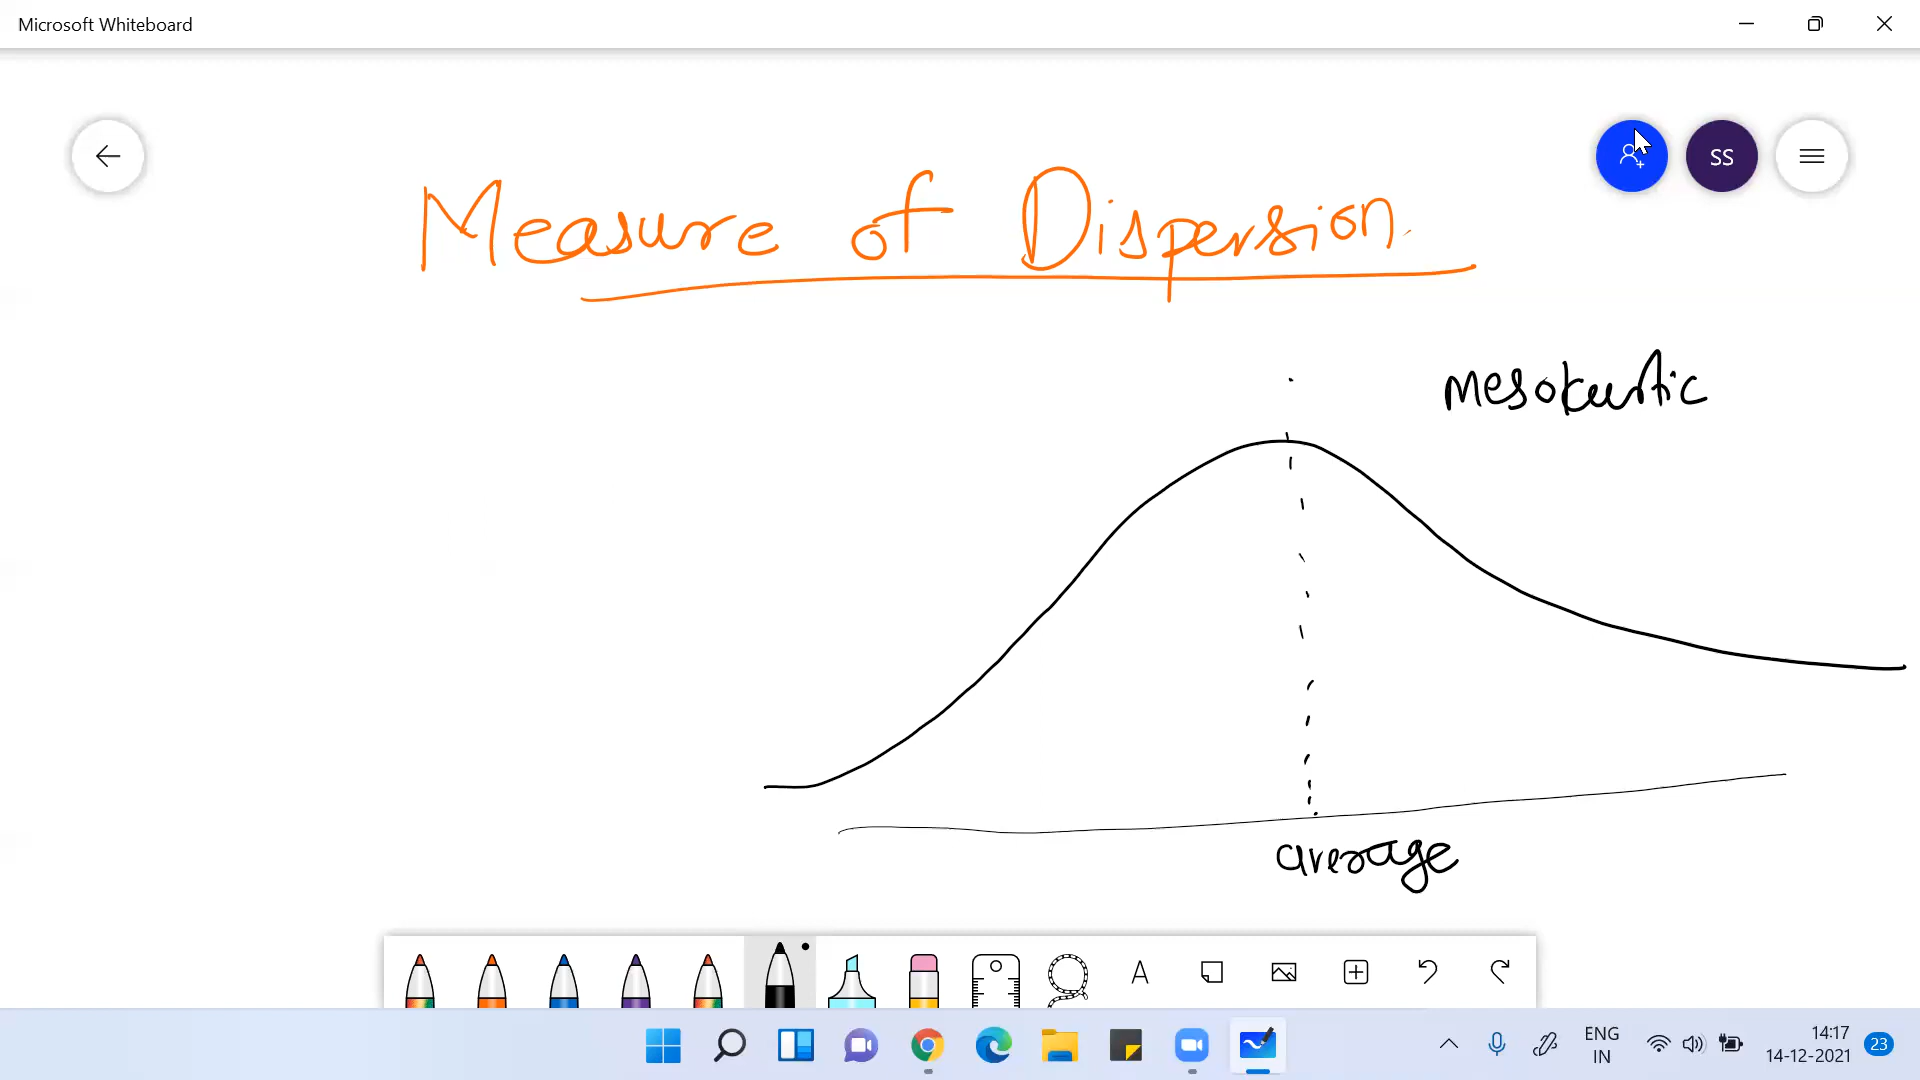 Microsoft Whiteboard
SS
Measure of Dispersion.
mesokurtic
average
A
ENG
IN
14:17
14-12-2021
23